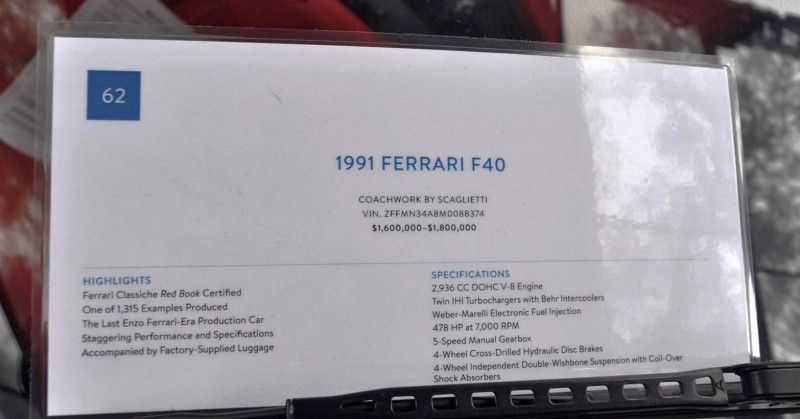 62
1991 FERRARI F40
COACHWORK BY SCAGLIETTI
VIN. ZFFMN34A8M0088374
$1,600,000–$1,800,000
HIGHLIGHTS
Ferrari Classiche Red Book Certified
One of 1,315 Examples Produced
The Last Enzo Ferrari-Era Production Car
Staggering Performance and Specifications
Accompanied by Factory-Supplied Luggage
SPECIFICATIONS
2,936 CC DOHC V-8 Engine
Twin IHI Turbochargers with Behr Intercoolers
Weber-Marelli Electronic Fuel Injection
478 HP at 7,000 RPM
5-Speed Manual Gearbox
4-Wheel Cross-Drilled Hydraulic Disc Brakes
4-Wheel Independent Double-Wishbone Suspension with Coil-Over
Shock Absorbers